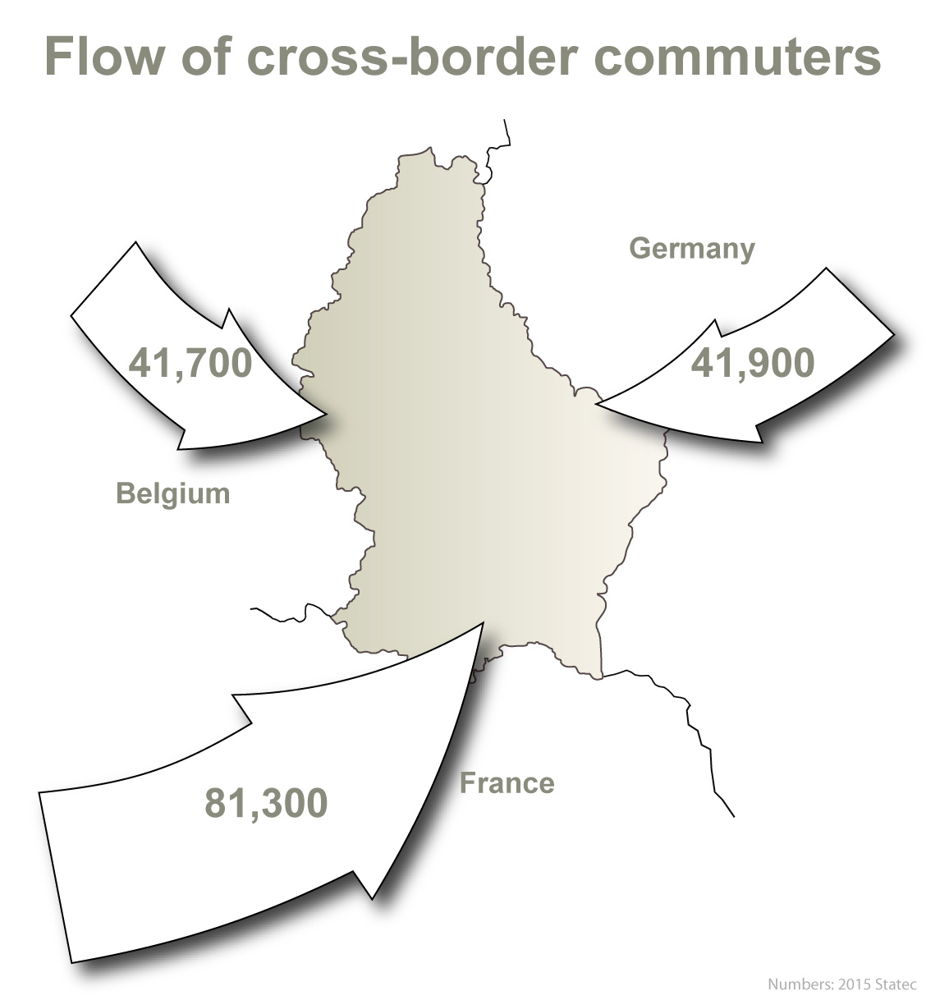 Flow of cross-border commuters
Germany
41,700
41,900
Belgium
France
81,300
Numbers: 2015 Statec